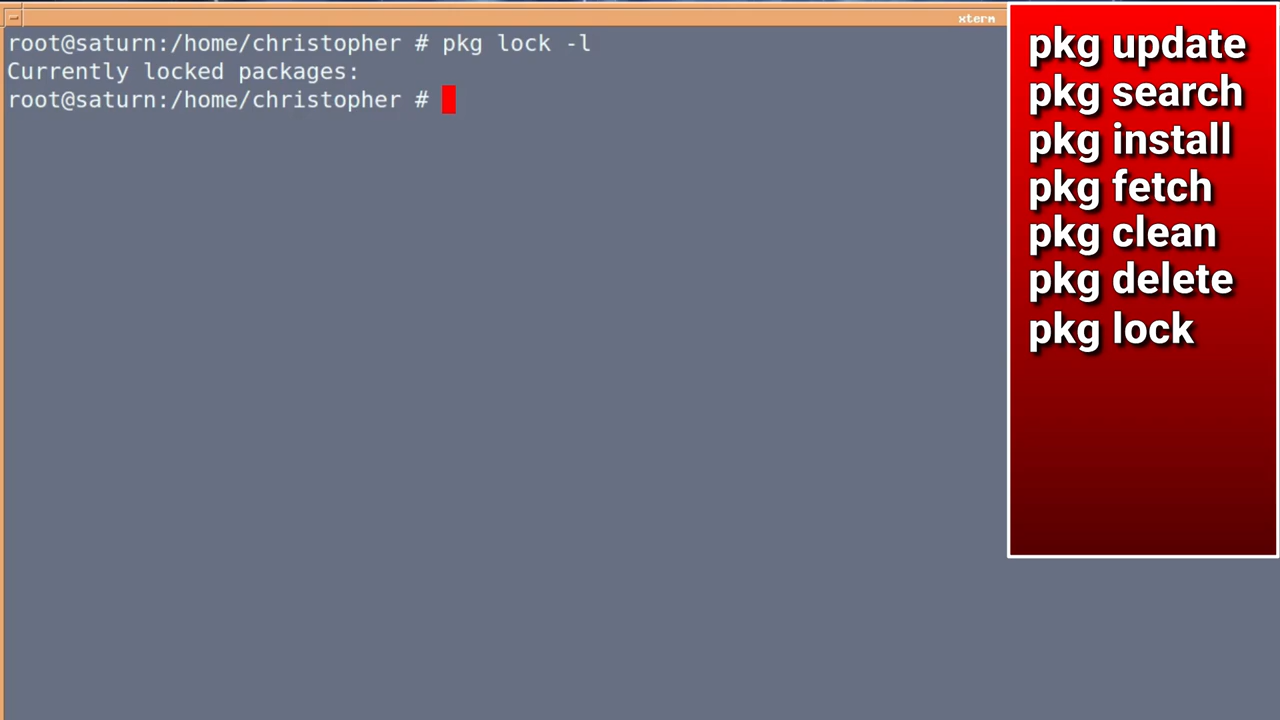 xterm
root@saturn:/home/christopher # pkg lock -l
Currently locked packages:
root@saturn:/home/christopher #
pkg update
pkg search
pkg install
pkg fetch
pkg clean
pkg delete
pkg lock